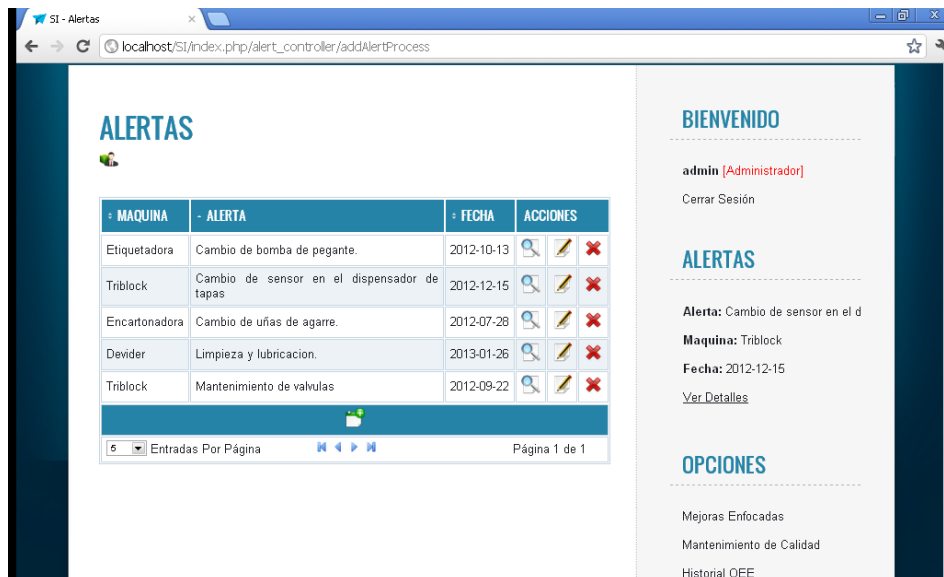 SI - Alertas
localhost/SI/index.php/alert_controller/addAlertProcess
ALERTAS
MAQUINA ALERTA FECHA ACCIONES
Etiquetadora Cambio de bomba de pegante. 2012-10-13
Triblock Cambio de sensor en el dispensador de tapas 2012-12-15
Encartonadora Cambio de uñas de agarre. 2012-07-28
Devider Limpieza y lubricacion. 2013-01-26
Triblock Mantenimiento de valvulas 2012-09-22
5 Entradas Por Página Página 1 de 1
BIENVENIDO
admin [Administrador]
Cerrar Sesión
ALERTAS
Alerta: Cambio de sensor en el d
Maquina: Triblock
Fecha: 2012-12-15
Ver Detalles
OPCIONES
Mejoras Enfocadas
Mantenimiento de Calidad
Historial OEE